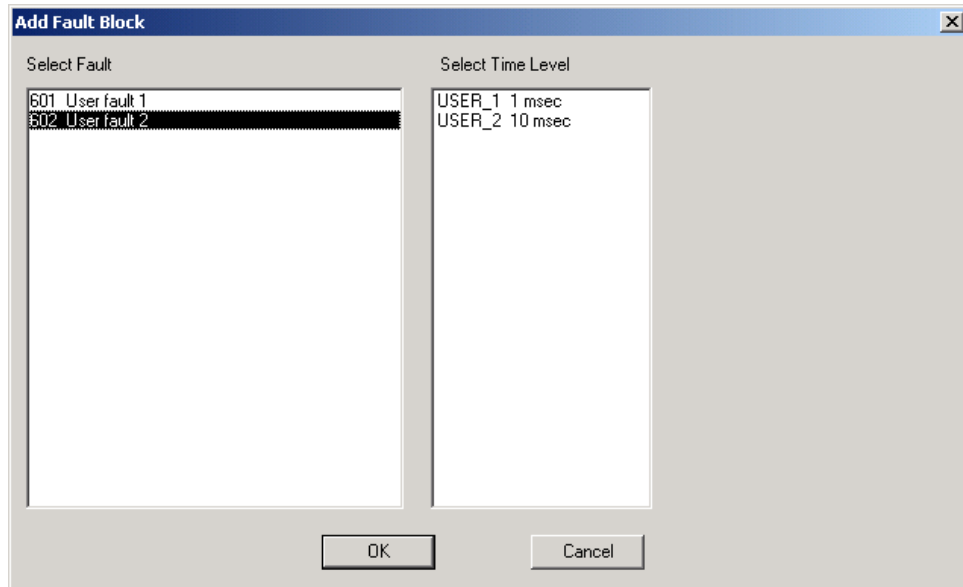 Add Fault Block
Select Fault
Select Time Level
601 User fault 1
602 User fault 2
USER_1 1 msec
USER_2 10 msec
OK
Cancel